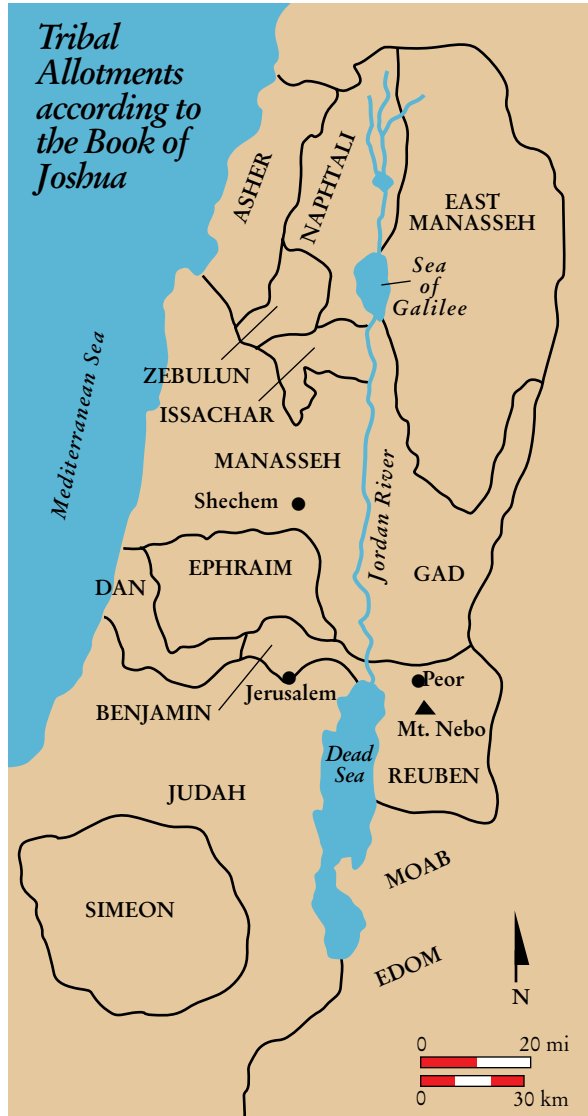 Tribal
Allotments
according to
the Book of
Joshua
ASHER
NAPHTALI
EAST
MANASSEH
Sea
of
Galilee
Mediterranean Sea
ZEBULUN
ISSACHAR
MANASSEH
Shechem
Jordan River
EPHRAIM
DAN
GAD
BENJAMIN
Jerusalem
Peor
Mt. Nebo
Dead
Sea
REUBEN
JUDAH
MOAB
SIMEON
EDOM
N
0 20 mi
0 30 km